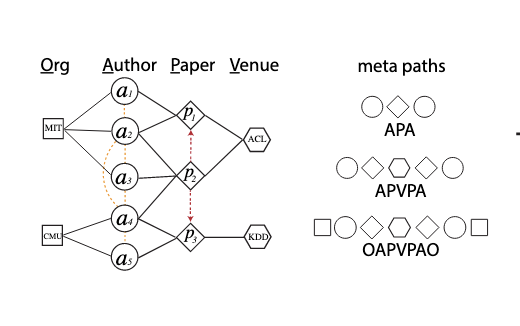 Org Author Paper Venue meta paths
a1
MIT a2 p1 ACL
a3 p2
CMU a4 p3 KDD
a5
APA
APVPA
OAPVPAO